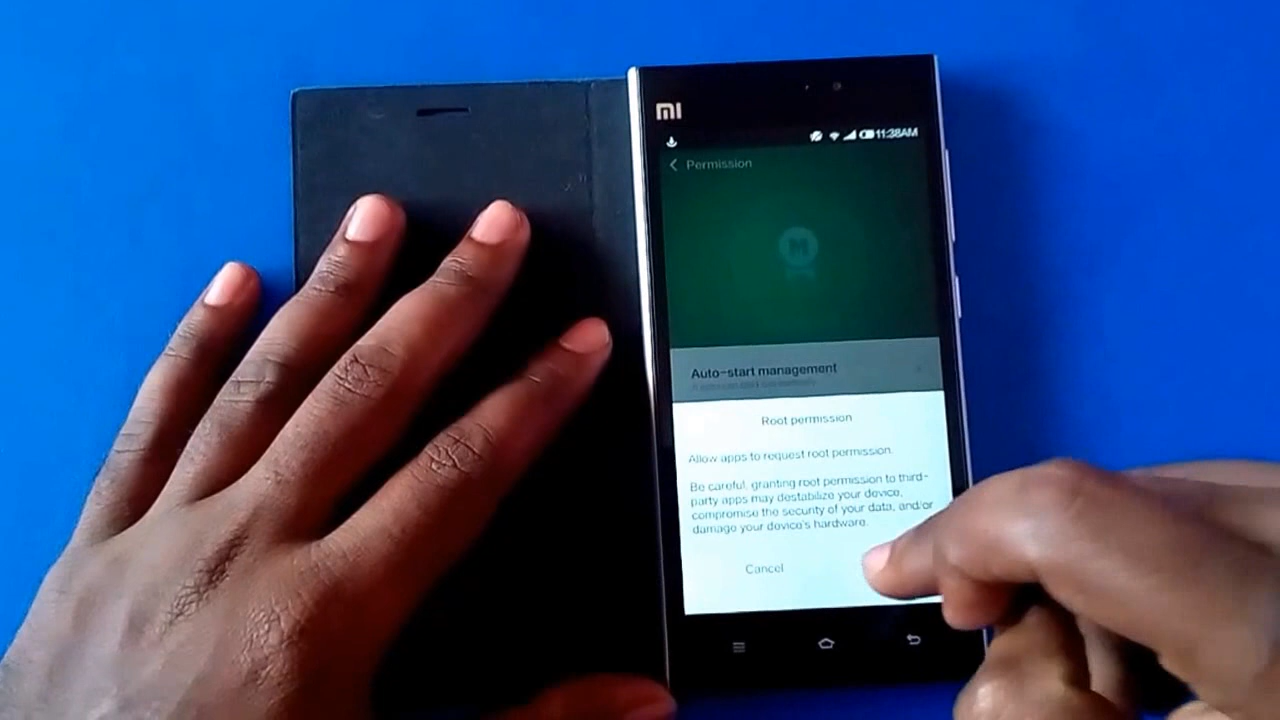 mi
11:38AM
Permission
M
Auto-start management
Root permission
Allow apps to request root permission.
Be careful, granting root permission to third-
party apps may destabilize your device,
compromise the security of your data, and/or
damage your device's hardware.
Cancel